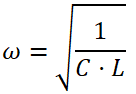 ω = √(1 / (C · L))